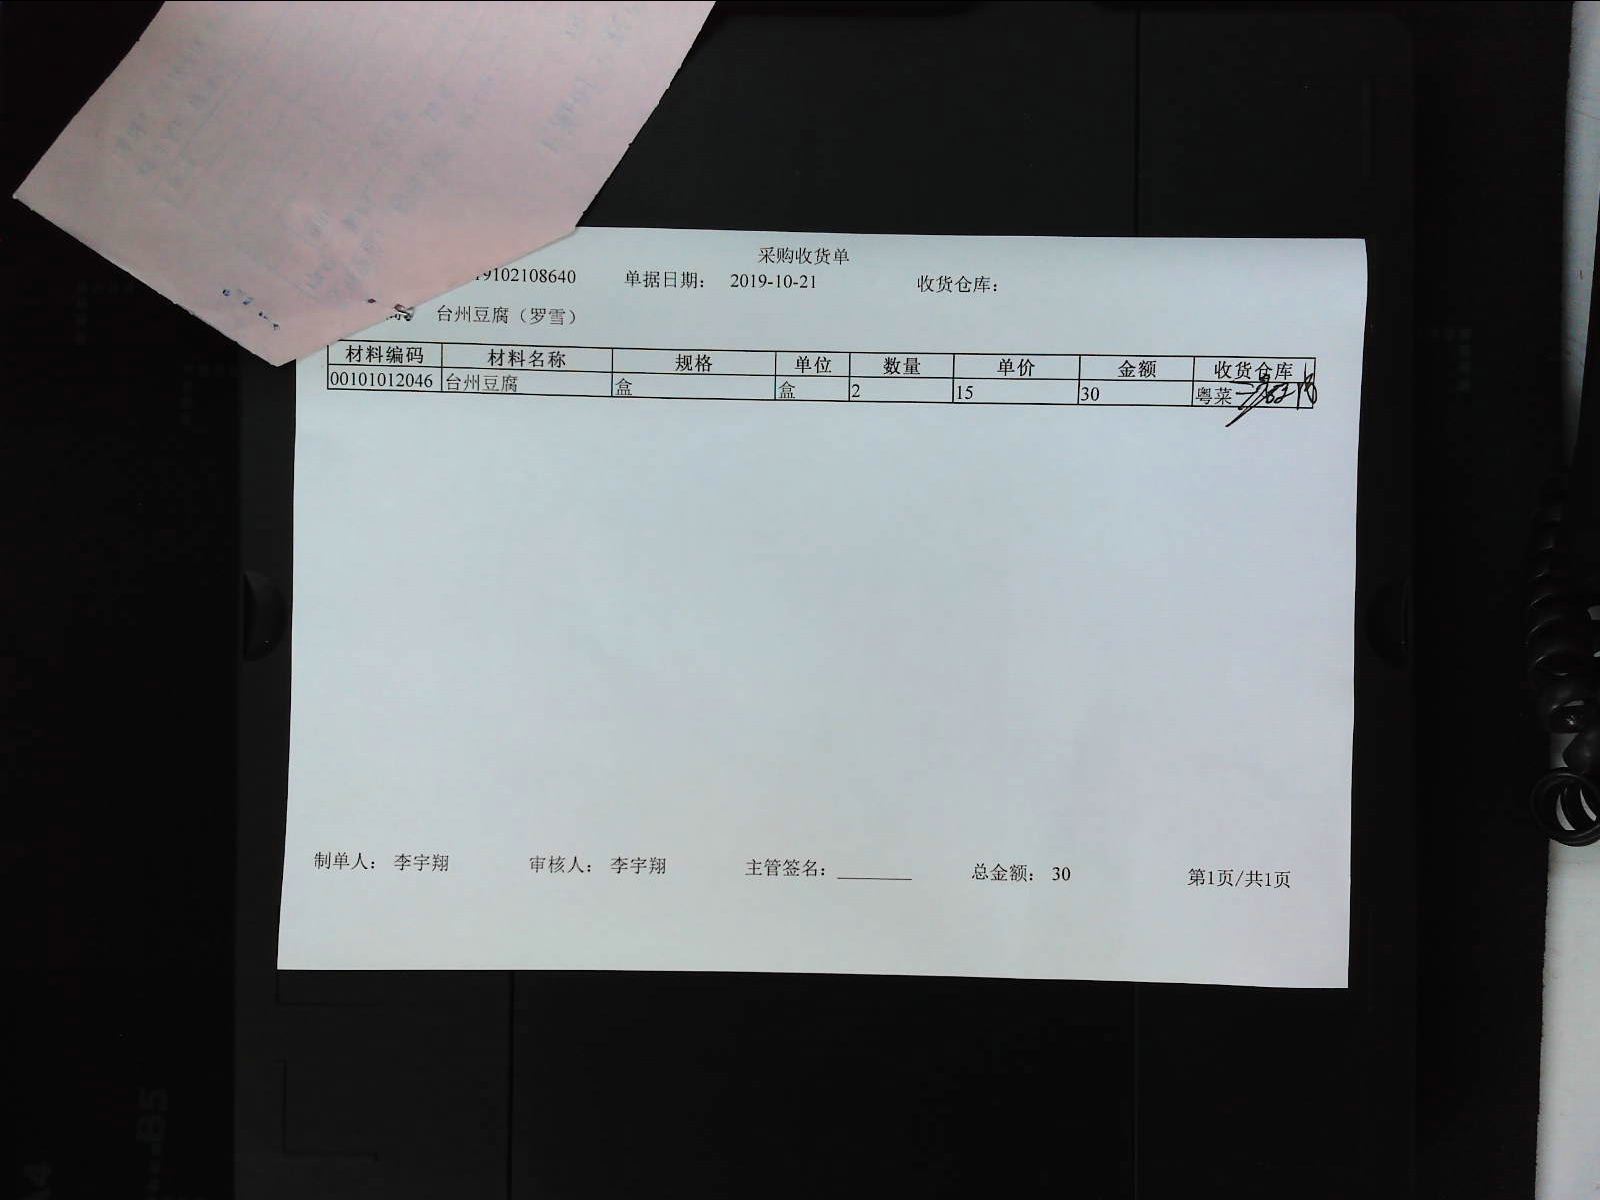 采购收货单
19102108640 单据日期： 2019-10-21 收货仓库：
台州豆腐（罗雪）
材料编码 材料名称 规格 单位 数量 单价 金额 收货仓库
00101012046 台州豆腐 盒 盒 2 15 30 粤菜
制单人： 李宇翔 审核人： 李宇翔 主管签名： 总金额： 30 第1页/共1页
B5